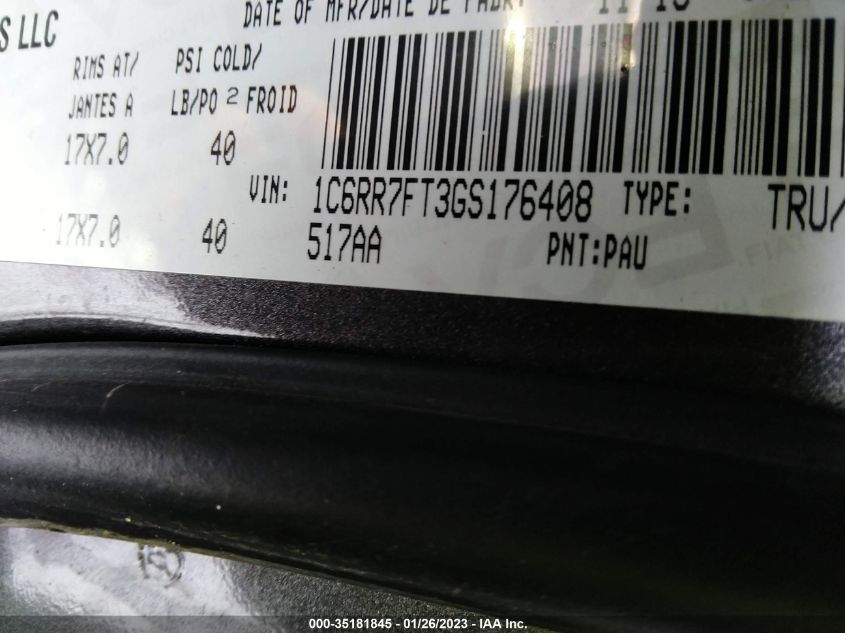 DATE OF MFR/DATE DE FABR:
S LLC
RIMS AT/ PSI COLD/
JANTES A LB/PO 2 FROID
17X7.0 40
VIN: 1C6RR7FT3GS176408 TYPE: TRU/
17X7.0 40 517AA PNT:PAU
000-35181845 - 01/26/2023 - IAA Inc.